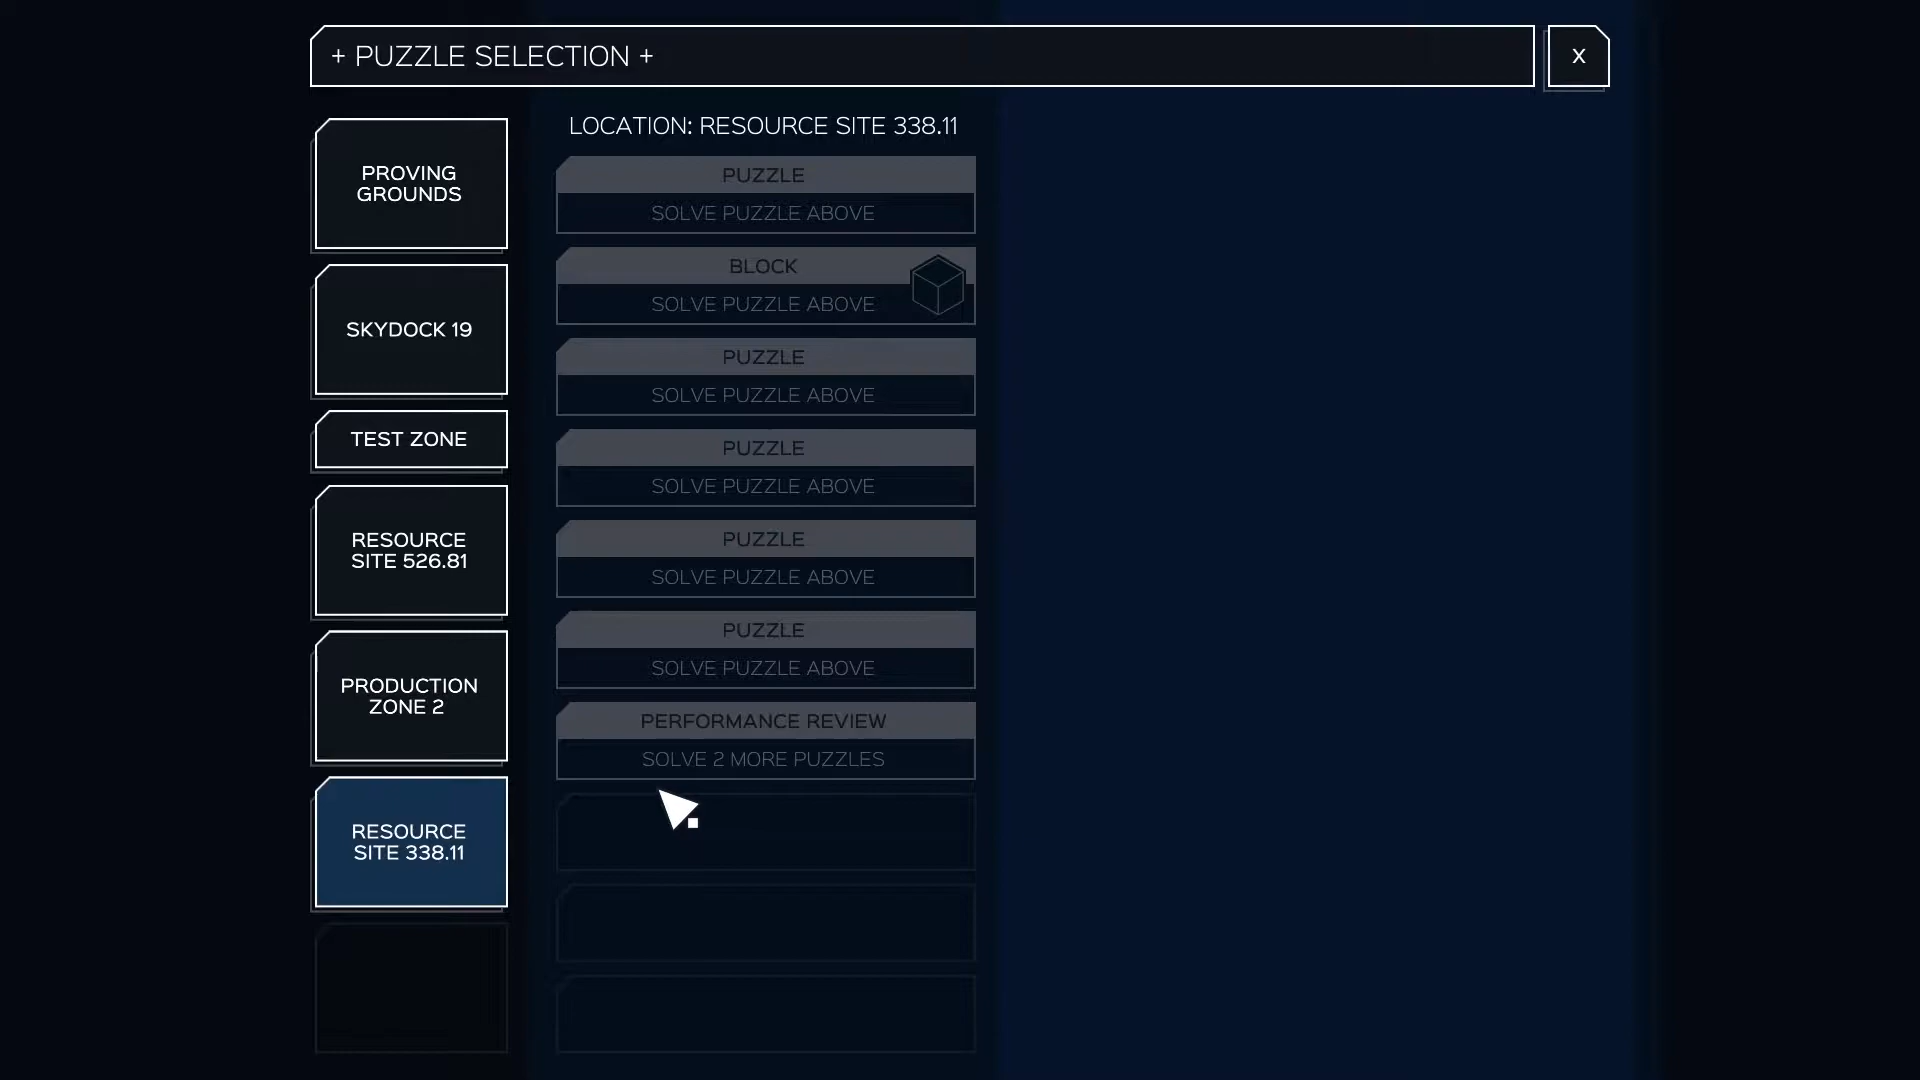 + PUZZLE SELECTION +
X
PROVING
GROUNDS
SKYDOCK 19
TEST ZONE
RESOURCE
SITE 526.81
PRODUCTION
ZONE 2
RESOURCE
SITE 338.11
LOCATION: RESOURCE SITE 338.11
PUZZLE
SOLVE PUZZLE ABOVE
BLOCK
SOLVE PUZZLE ABOVE
PUZZLE
SOLVE PUZZLE ABOVE
PUZZLE
SOLVE PUZZLE ABOVE
PUZZLE
SOLVE PUZZLE ABOVE
PUZZLE
SOLVE PUZZLE ABOVE
PERFORMANCE REVIEW
SOLVE 2 MORE PUZZLES